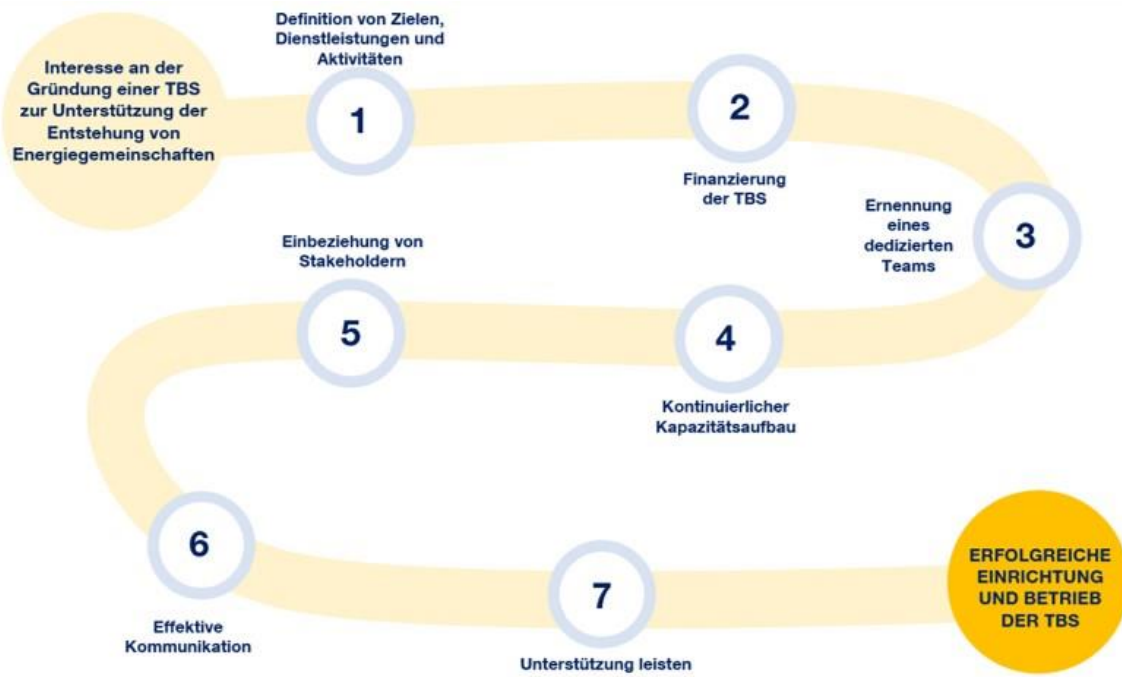 Interesse an der
Gründung einer TBS
zur Unterstützung der
Entstehung von
Energiegemeinschaften
Definition von Zielen,
Dienstleistungen und
Aktivitäten
1
2
Finanzierung
der TBS
Ernennung
eines
dedizierten
Teams
3
4
Kontinuierlicher
Kapazitätsaufbau
Einbeziehung von
Stakeholdern
5
6
Effektive
Kommunikation
7
Unterstützung leisten
ERFOLGREICHE
EINRICHTUNG
UND BETRIEB
DER TBS